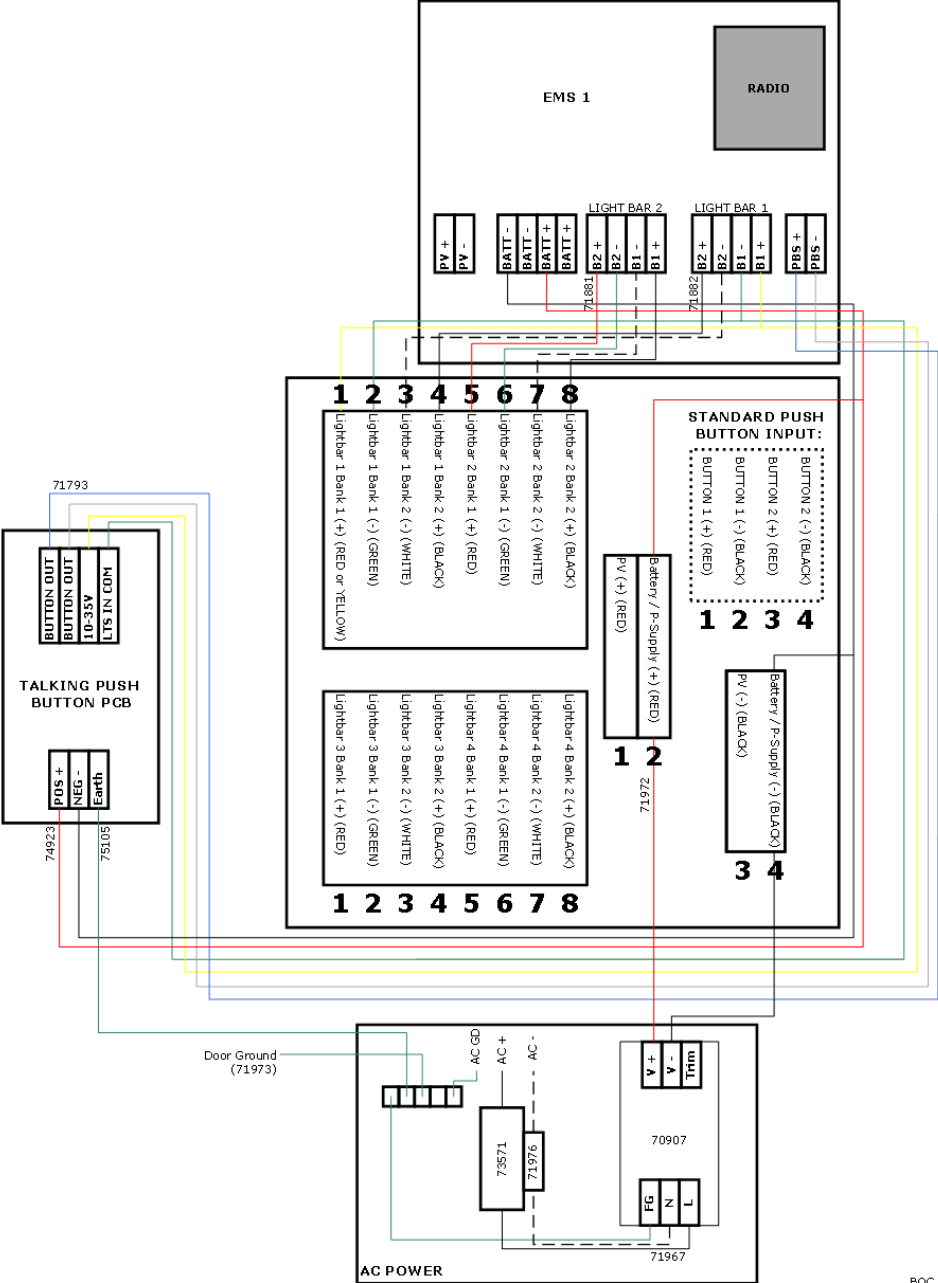 EMS 1
RADIO
LIGHT BAR 2
LIGHT BAR 1
PV +
PV -
BATT -
BATT -
BATT +
BATT +
B2 +
B2 -
B1 -
B1 +
B2 +
B2 -
B1 -
B1 +
PBS +
PBS -
71881
71882
1 2 3 4 5 6 7 8
Lightbar 1 Bank 1 (+) (RED or YELLOW)
Lightbar 1 Bank 1 (-) (GREEN)
Lightbar 1 Bank 2 (-) (WHITE)
Lightbar 1 Bank 2 (+) (BLACK)
Lightbar 2 Bank 1 (+) (RED)
Lightbar 2 Bank 1 (-) (GREEN)
Lightbar 2 Bank 2 (-) (WHITE)
Lightbar 2 Bank 2 (+) (BLACK)
STANDARD PUSH
BUTTON INPUT:
BUTTON 1 (+) (RED)
BUTTON 1 (-) (BLACK)
BUTTON 2 (+) (RED)
BUTTON 2 (-) (BLACK)
1 2 3 4
71793
BUTTON OUT
BUTTON OUT
10-35V
LTS IN COM
TALKING PUSH
BUTTON PCB
POS +
NEG -
Earth
74923
75105
PV (+) (RED)
Battery / P-Supply (+) (RED)
1 2
71972
PV (-) (BLACK)
Battery / P-Supply (-) (BLACK)
3 4
Lightbar 3 Bank 1 (+) (RED)
Lightbar 3 Bank 1 (-) (GREEN)
Lightbar 3 Bank 2 (-) (WHITE)
Lightbar 3 Bank 2 (+) (BLACK)
Lightbar 4 Bank 1 (+) (RED)
Lightbar 4 Bank 1 (-) (GREEN)
Lightbar 4 Bank 2 (-) (WHITE)
Lightbar 4 Bank 2 (+) (BLACK)
1 2 3 4 5 6 7 8
Door Ground
(71973)
AC GD
AC +
AC -
V +
V -
Trim
73571
71976
70907
FG
N
L
71967
AC POWER